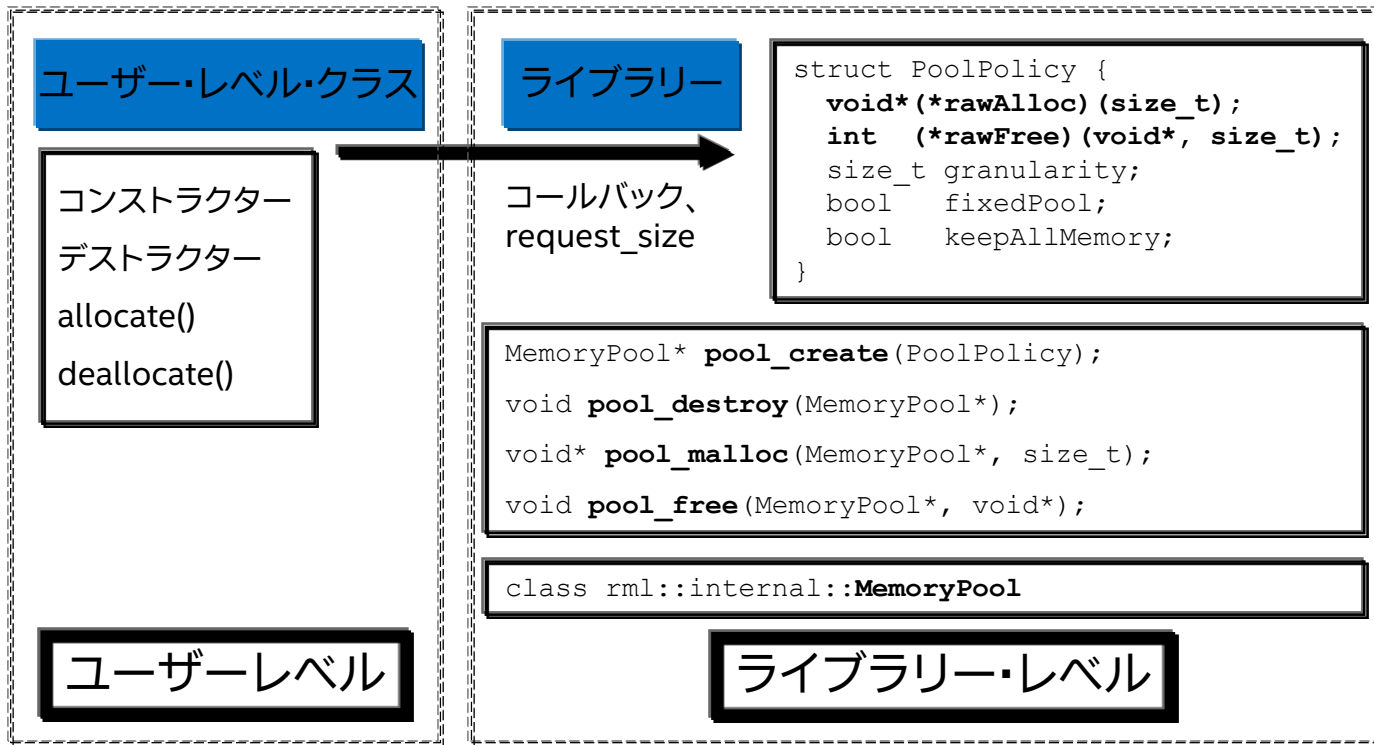 ユーザー・レベル・クラス
コンストラクター
デストラクター
allocate()
deallocate()
ユーザーレベル
ライブラリー
コールバック、
request_size
struct PoolPolicy {
void*(*rawAlloc)(size_t);
int (*rawFree)(void*, size_t);
size_t granularity;
bool fixedPool;
bool keepAllMemory;
}
MemoryPool* pool_create(PoolPolicy);
void pool_destroy(MemoryPool*);
void* pool_malloc(MemoryPool*, size_t);
void pool_free(MemoryPool*, void*);
class rml::internal::MemoryPool
ライブラリー・レベル